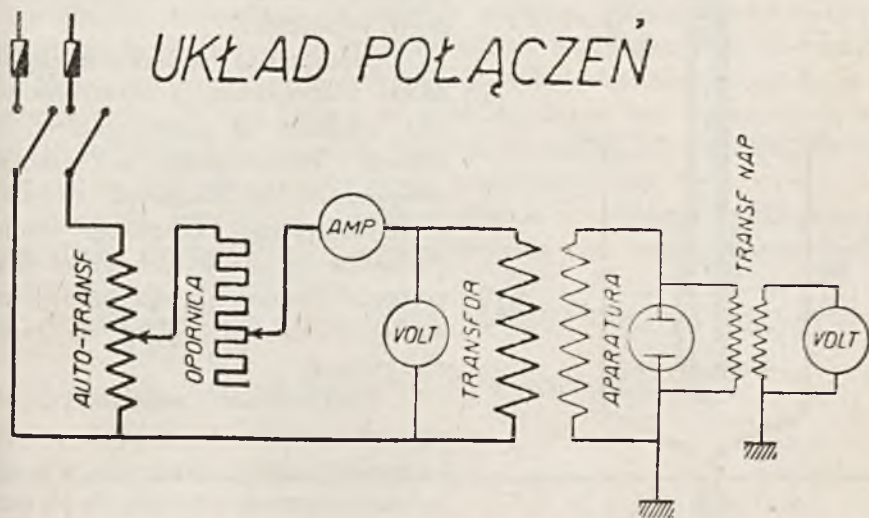 UKŁAD POŁĄCZEŃ
AUTO-TRANSF
OPORNICA
AMP
VOLT
TRANSFOR
APARATURA
TRANSF NAP
VOLT